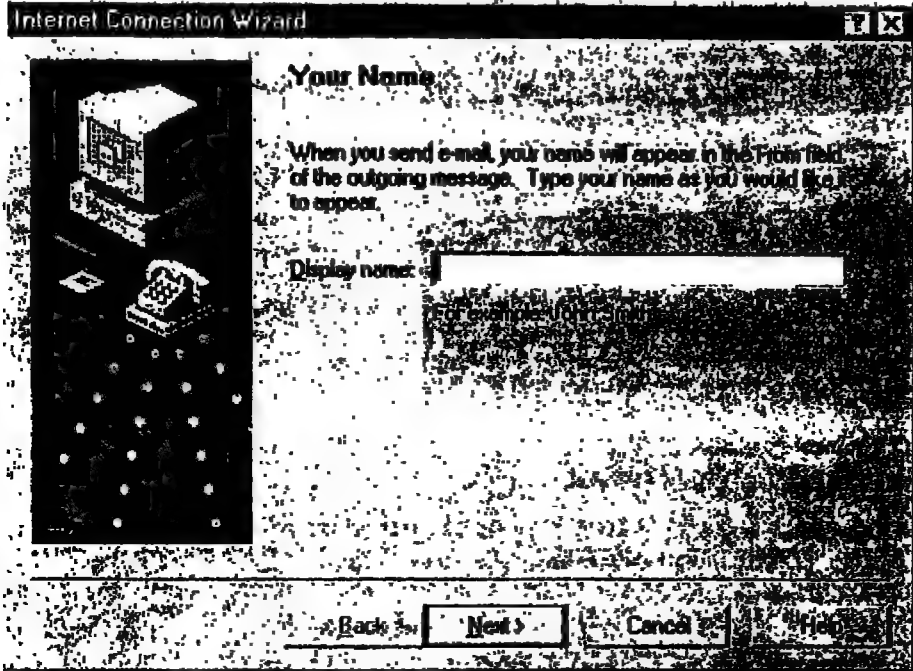 Internet Connection Wizard
Your Name
When you send e-mail, your name will appear in the From field
of the outgoing message. Type your name as you would like
to appear.
Display name:
For example: John Smith
Back Next > Cancel Help